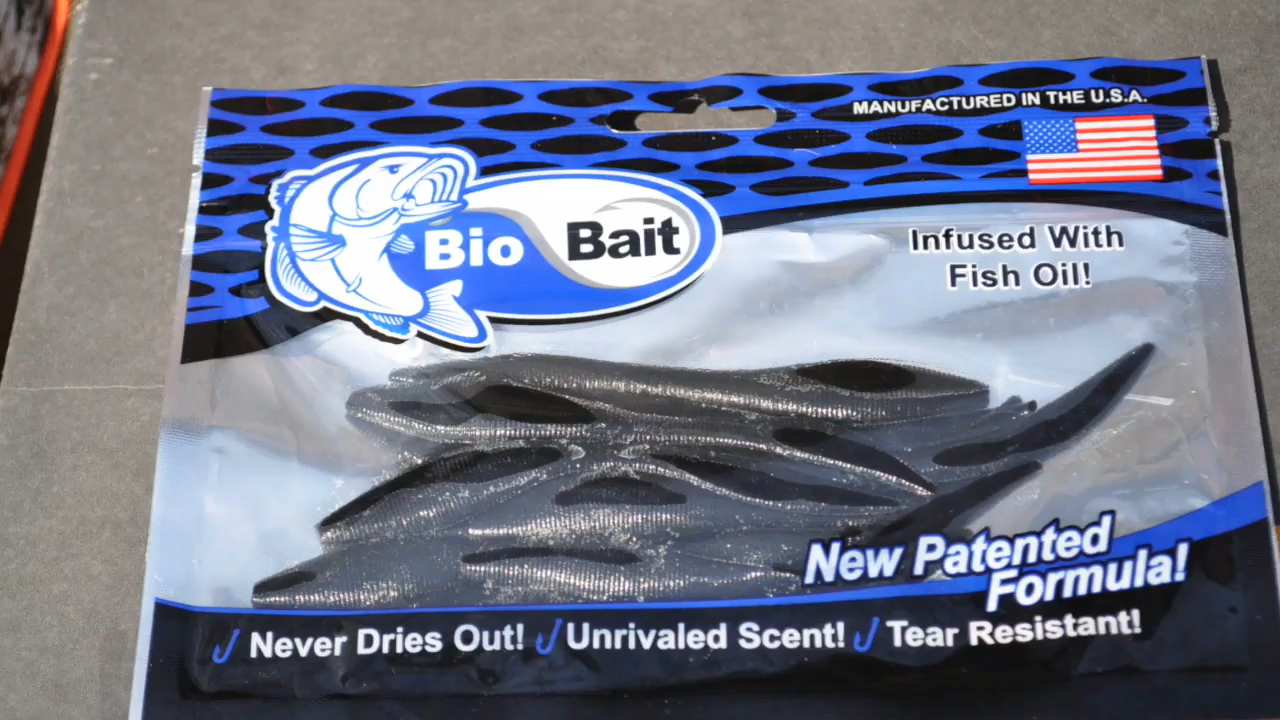 MANUFACTURED IN THE U.S.A.
Bio Bait
Infused With
Fish Oil!
New Patented
Formula!
Never Dries Out! Unrivaled Scent! Tear Resistant!